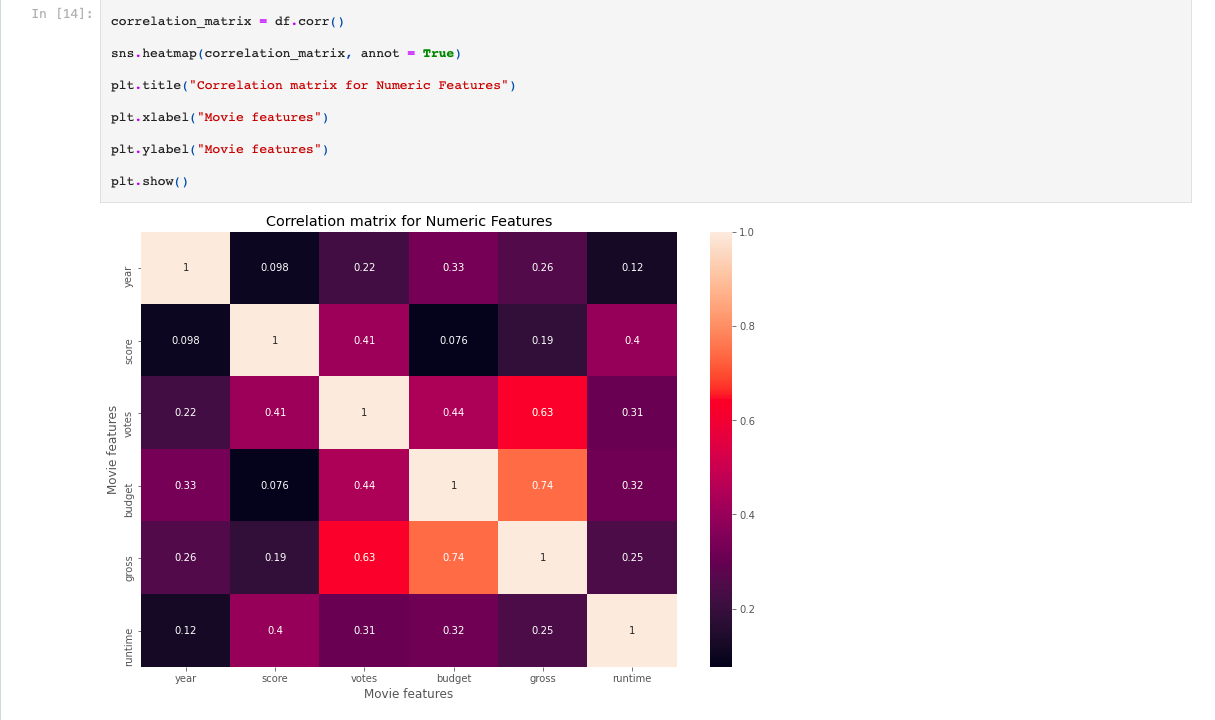 In [14]:
correlation_matrix = df.corr()
sns.heatmap(correlation_matrix, annot = True)
plt.title("Correlation matrix for Numeric Features")
plt.xlabel("Movie features")
plt.ylabel("Movie features")
plt.show()
Correlation matrix for Numeric Features
Movie features
year 1 0.098 0.22 0.33 0.26 0.12
score 0.098 1 0.41 0.076 0.19 0.4
votes 0.22 0.41 1 0.44 0.63 0.31
budget 0.33 0.076 0.44 1 0.74 0.32
gross 0.26 0.19 0.63 0.74 1 0.25
runtime 0.12 0.4 0.31 0.32 0.25 1
year score votes budget gross runtime
Movie features
1.0
0.8
0.6
0.4
0.2